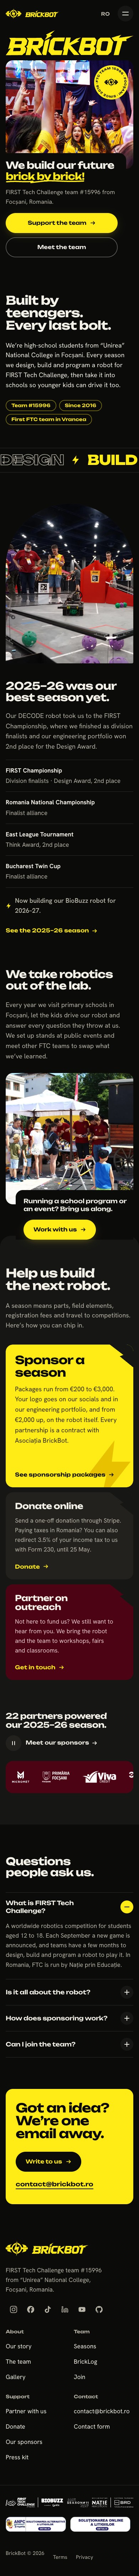 BRICKBOT
RO
BRICKBOT
We build our future
brick by brick!
FIRST Tech Challenge team #15996 from
Focșani, Romania.
Support the team →
Meet the team
Built by
teenagers.
Every last bolt.
We're high-school students from “Unirea”
National College in Focșani. Every season
we design, build and program a robot for
FIRST Tech Challenge, then take it into
schools so younger kids can drive it too.
Team #15996
Since 2016
First FTC team in Vrancea
DESIGN
BUILD
2025–26 was our
best season yet.
Our DECODE robot took us to the FIRST
Championship, where we finished as division
finalists and our engineering portfolio won
2nd place for the Design Award.
FIRST Championship
Division finalists · Design Award, 2nd place
Romania National Championship
Finalist alliance
East League Tournament
Think Award, 2nd place
Bucharest Twin Cup
Finalist alliance
Now building our BioBuzz robot for
2026–27.
See the 2025–26 season →
We take robotics
out of the lab.
Every year we visit primary schools in
Focșani, let the kids drive our robot and
answer every question they throw at us.
We set up stands at public events and
meet other FTC teams to swap what
we've learned.
Running a school program or
an event? Bring us along.
Work with us →
Help us build
the next robot.
A season means parts, field elements,
registration fees and travel to competitions.
Here's how you can chip in.
Sponsor a
season
Packages run from €200 to €3,000.
Your logo goes on our socials and in
our engineering portfolio, and from
€2,000 up, on the robot itself. Every
partnership is a contract with
Asociația BrickBot.
See sponsorship packages →
Donate online
Send a one-off donation through Stripe.
Paying taxes in Romania? You can also
redirect 3.5% of your income tax to us
with Form 230, until 25 May.
Donate →
Partner on
outreach
Not here to fund us? We still want to
hear from you. We bring the robot
and the team to workshops, fairs
and classrooms.
Get in touch →
22 partners powered
our 2025–26 season.
Meet our sponsors →
PRIMĂRIA
FOCȘANI
Viva
Questions
people ask us.
What is FIRST Tech
Challenge?
A worldwide robotics competition for students
aged 12 to 18. Each September a new game is
announced, and teams have a few months to
design, build and program a robot to play it. In
Romania, FTC is run by Nație prin Educație.
Is it all about the robot?
How does sponsoring work?
Can I join the team?
Got an idea?
We're one
email away.
Write to us →
contact@brickbot.ro
BRICKBOT
FIRST Tech Challenge team #15996
from “Unirea” National College,
Focșani, Romania.
About
Team
Our story
Seasons
The team
BrickLog
Gallery
Join
Support
Contact
Partner with us
contact@brickbot.ro
Donate
Contact form
Our sponsors
Press kit
BIOBUZZ
BrickBot © 2026
Terms
Privacy